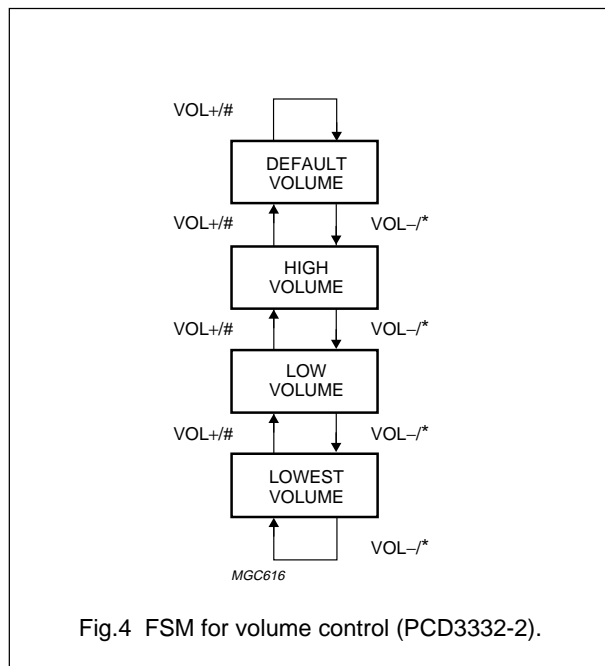 VOL+/#
DEFAULT
VOLUME
VOL+/#
VOL−/*
HIGH
VOLUME
VOL+/#
VOL−/*
LOW
VOLUME
VOL+/#
VOL−/*
LOWEST
VOLUME
VOL−/*
MGC616
Fig.4 FSM for volume control (PCD3332-2).